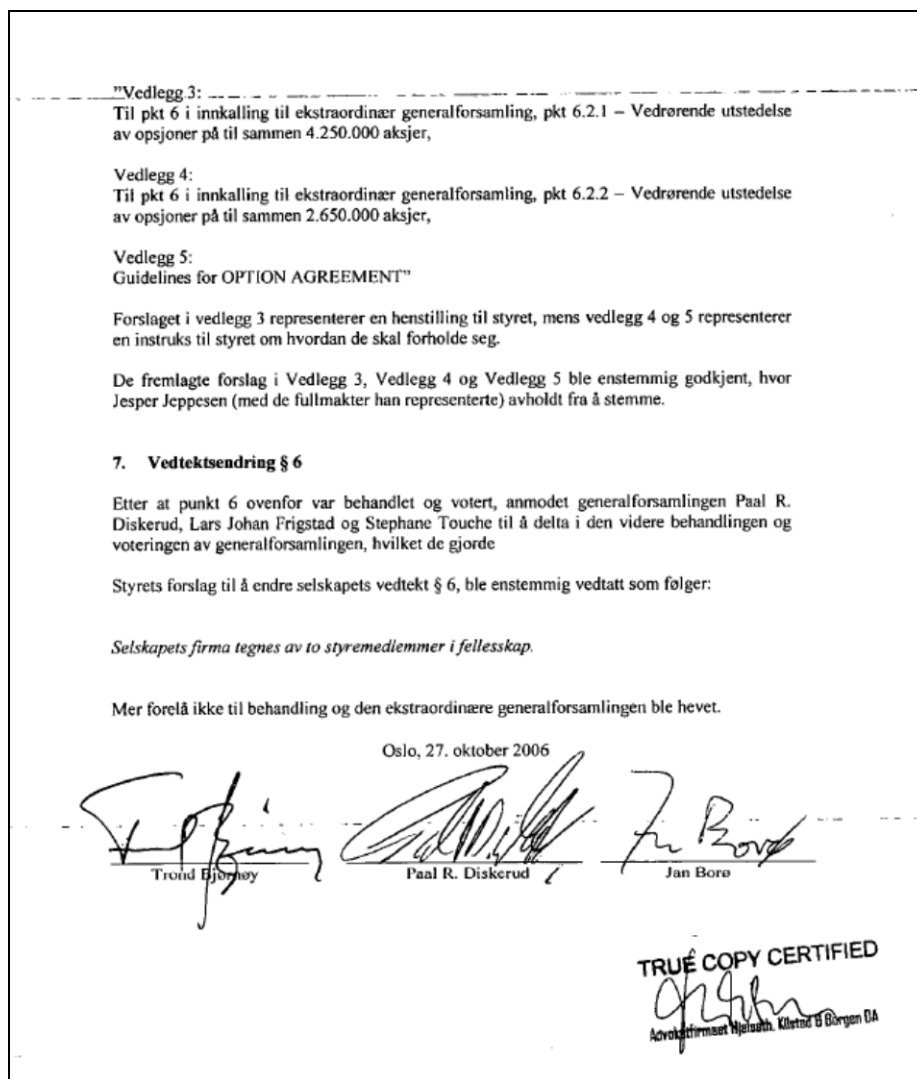 "Vedlegg 3:
Til pkt 6 i innkalling til ekstraordinær generalforsamling, pkt 6.2.1 – Vedrørende utstedelse
av opsjoner på til sammen 4.250.000 aksjer,
Vedlegg 4:
Til pkt 6 i innkalling til ekstraordinær generalforsamling, pkt 6.2.2 – Vedrørende utstedelse
av opsjoner på til sammen 2.650.000 aksjer,
Vedlegg 5:
Guidelines for OPTION AGREEMENT"
Forslaget i vedlegg 3 representerer en henstilling til styret, mens vedlegg 4 og 5 representerer
en instruks til styret om hvordan de skal forholde seg.
De fremlagte forslag i Vedlegg 3, Vedlegg 4 og Vedlegg 5 ble enstemmig godkjent, hvor
Jesper Jeppesen (med de fullmakter han representerte) avholdt fra å stemme.
7. Vedtektsendring § 6
Etter at punkt 6 ovenfor var behandlet og votert, anmodet generalforsamlingen Paal R.
Diskerud, Lars Johan Frigstad og Stephane Touche til å delta i den videre behandlingen og
voteringen av generalforsamlingen, hvilket de gjorde
Styrets forslag til å endre selskapets vedtekt § 6, ble enstemmig vedtatt som følger:
Selskapets firma tegnes av to styremedlemmer i fellesskap.
Mer forelå ikke til behandling og den ekstraordinære generalforsamlingen ble hevet.
Oslo, 27. oktober 2006
Trond Bjørnøy Paal R. Diskerud Jan Borø
TRUE COPY CERTIFIED
Advokatfirmaet & Borgen DA